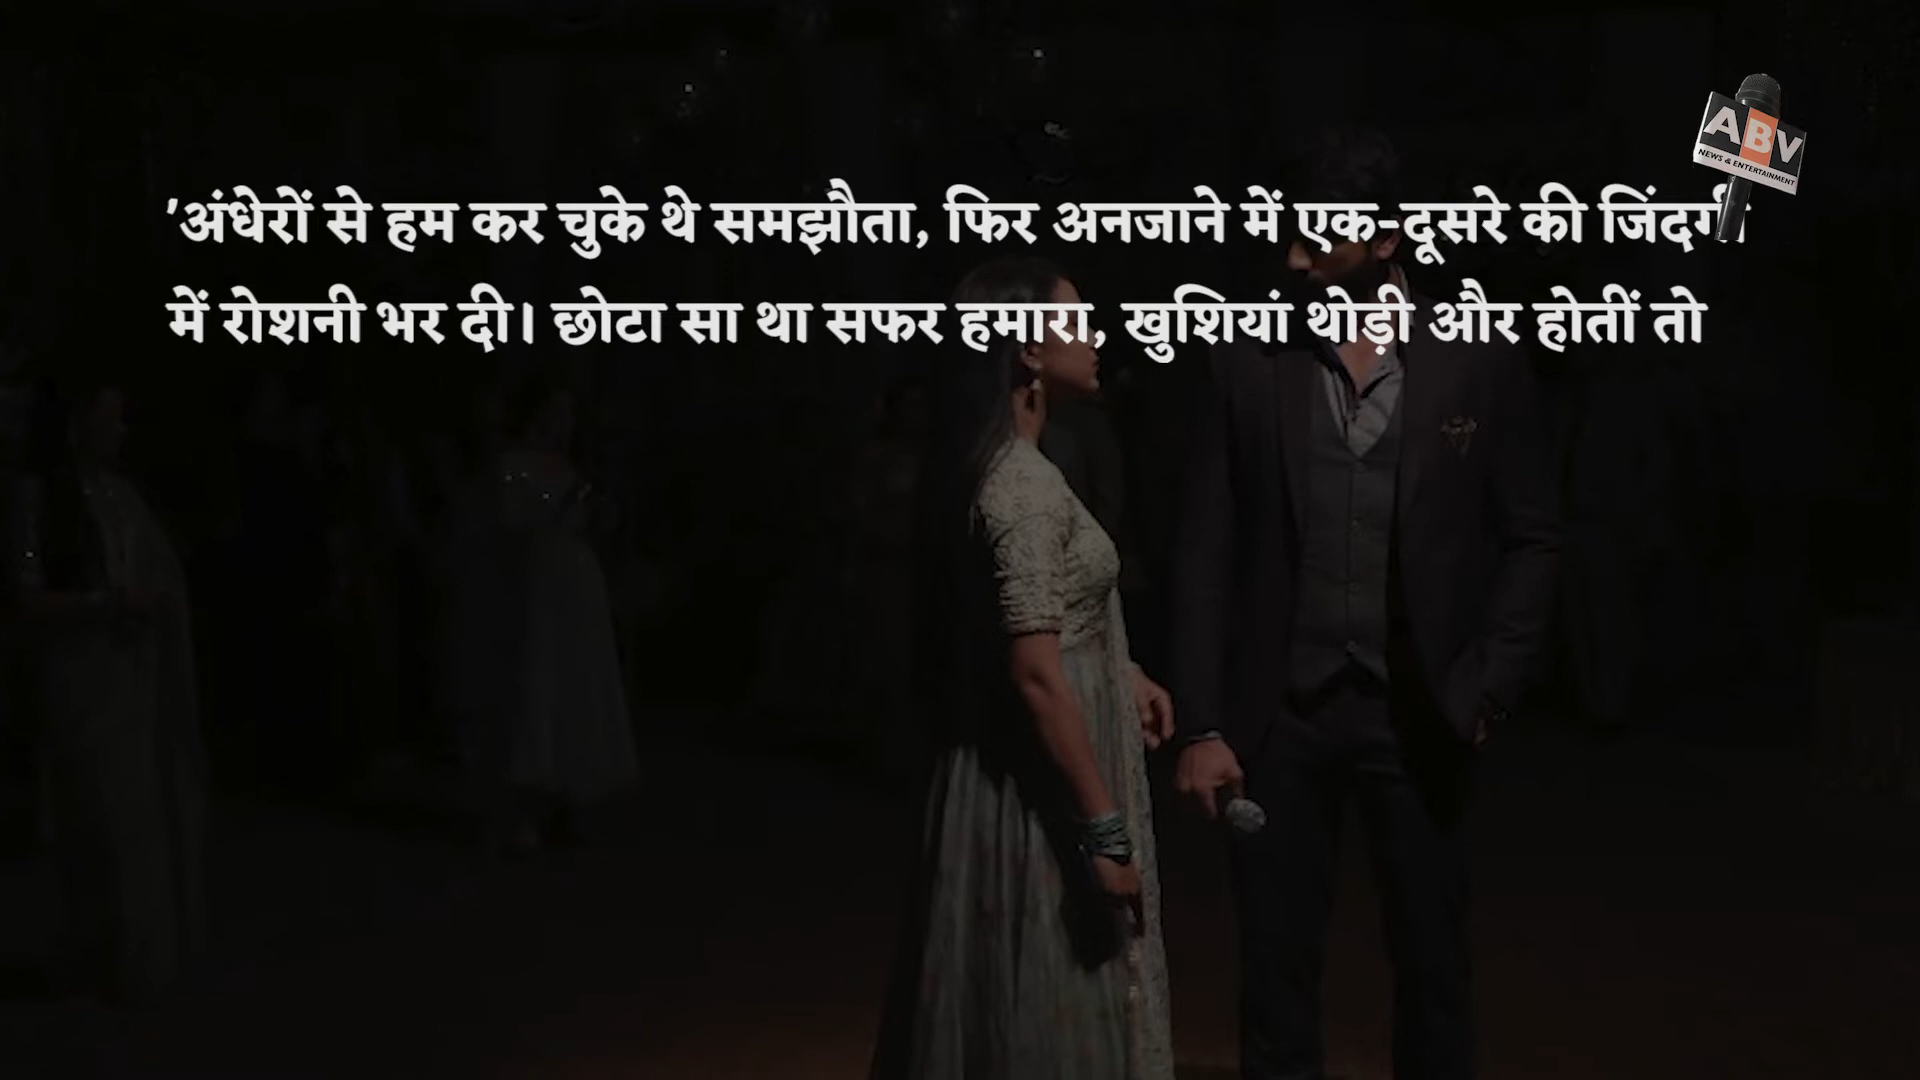 ABV
NEWS & ENTERTAINMENT
'अंधेरों से हम कर चुके थे समझौता, फिर अनजाने में एक-दूसरे की जिंदगी
में रोशनी भर दी। छोटा सा था सफर हमारा, खुशियां थोड़ी और होतीं तो